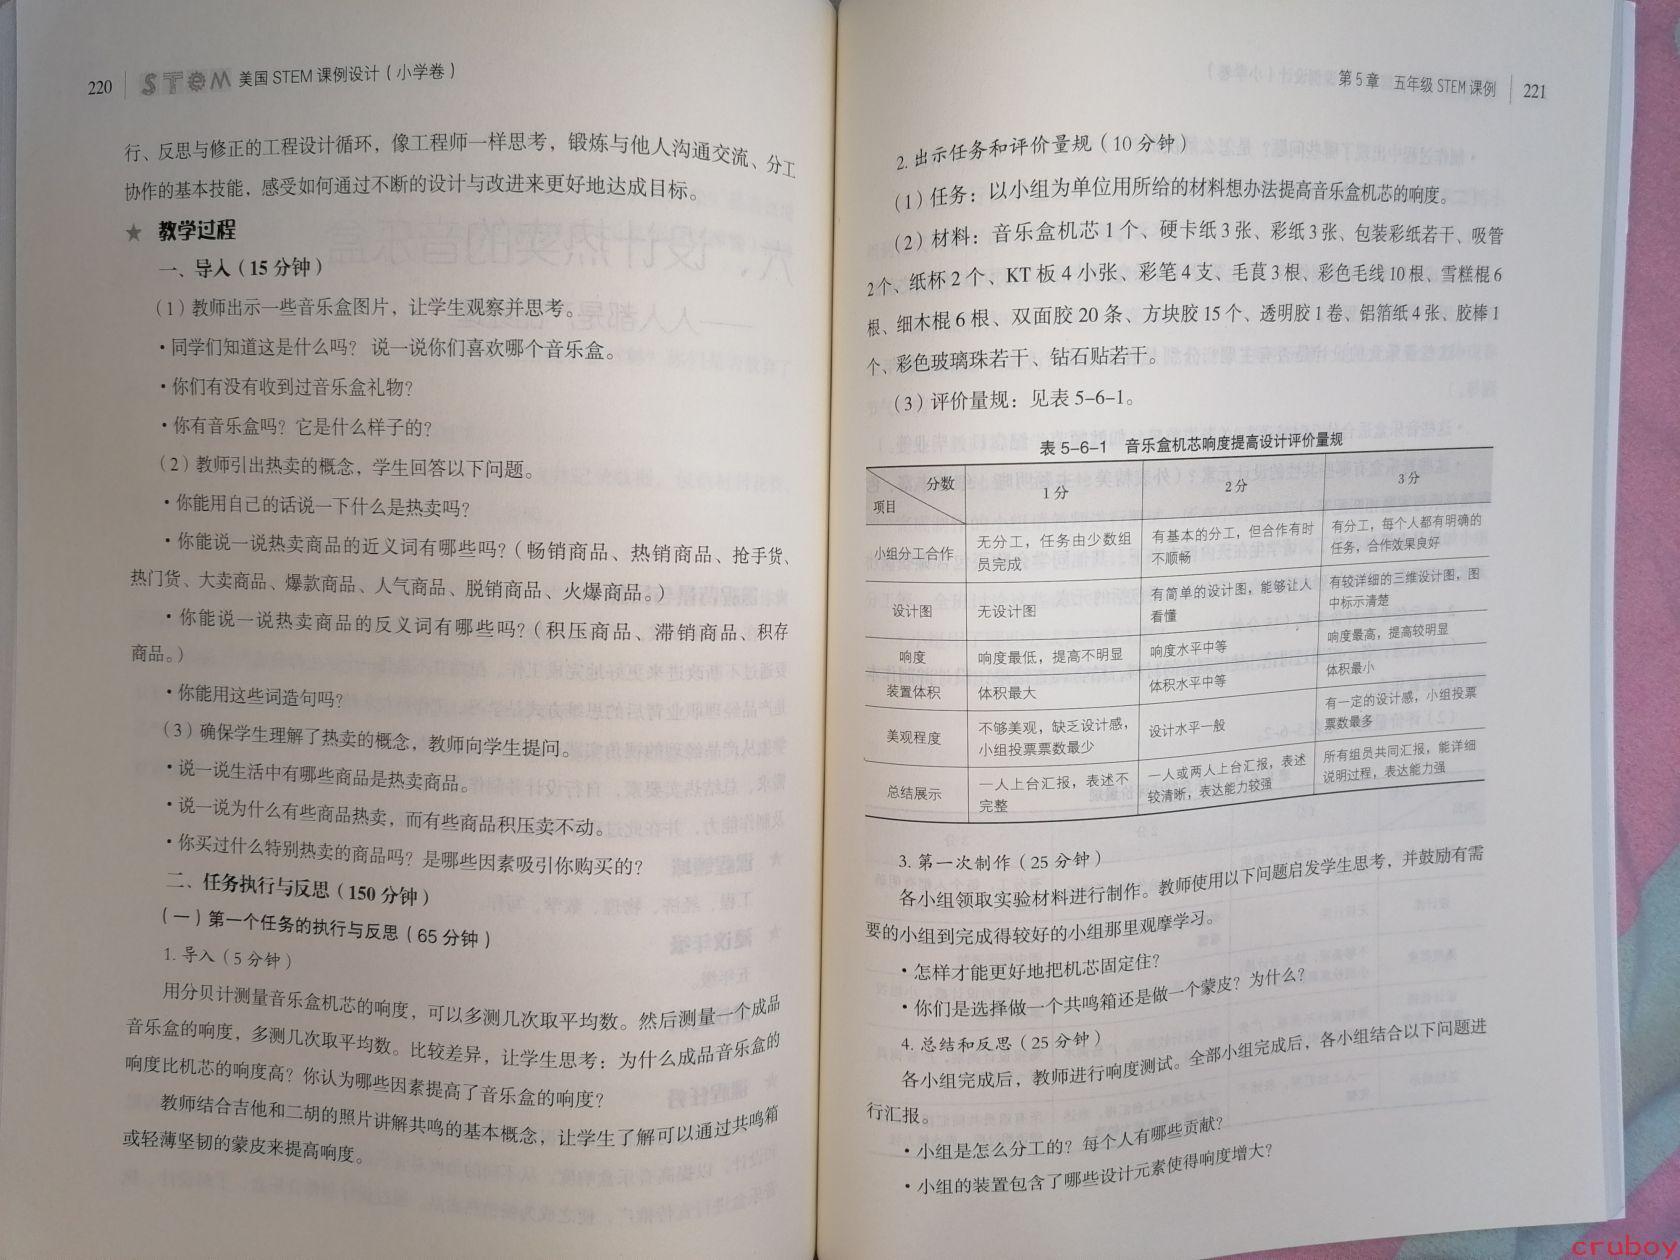 220 STEM 美国 STEM 课例设计（小学卷）
行、反思与修正的工程设计循环，像工程师一样思考，锻炼与他人沟通交流、分工
协作的基本技能，感受如何通过不断的设计与改进来更好地达成目标。
★ 教学过程
一、导入（15 分钟）
（1）教师出示一些音乐盒图片，让学生观察并思考。
·同学们知道这是什么吗？ 说一说你们喜欢哪个音乐盒。
·你们有没有收到过音乐盒礼物？
·你有音乐盒吗？它是什么样子的？
（2）教师引出热卖的概念，学生回答以下问题。
·你能用自己的话说一下什么是热卖吗？
·你能说一说热卖商品的近义词有哪些吗？（畅销商品、热销商品、抢手货、
热门货、大卖商品、爆款商品、人气商品、脱销商品、火爆商品。）
·你能说一说热卖商品的反义词有哪些吗？（积压商品、滞销商品、积存
商品。）
·你能用这些词造句吗？
（3）确保学生理解了热卖的概念，教师向学生提问。
·说一说生活中有哪些商品是热卖商品。
·说一说为什么有些商品热卖，而有些商品积压卖不动。
·你买过什么特别热卖的商品吗？是哪些因素吸引你购买的？
二、任务执行与反思（150 分钟）
（一）第一个任务的执行与反思（65 分钟）
1. 导入（5 分钟）
用分贝计测量音乐盒机芯的响度，可以多测几次取平均数。然后测量一个成品
音乐盒的响度，多测几次取平均数。比较差异，让学生思考：为什么成品音乐盒的
响度比机芯的响度高？你认为哪些因素提高了音乐盒的响度？
教师结合吉他和二胡的照片讲解共鸣的基本概念，让学生了解可以通过共鸣箱
或轻薄坚韧的蒙皮来提高响度。
第 5 章 五年级 STEM 课例 221
2. 出示任务和评价量规（10 分钟）
（1）任务：以小组为单位用所给的材料想办法提高音乐盒机芯的响度。
（2）材料：音乐盒机芯 1 个、硬卡纸 3 张、彩纸 3 张、包装彩纸若干、吸管
2 个、纸杯 2 个、KT 板 4 小张、彩笔 4 支、毛茛 3 根、彩色毛线 10 根、雪糕棍 6
根、细木棍 6 根、双面胶 20 条、方块胶 15 个、透明胶 1 卷、铝箔纸 4 张、胶棒 1
个、彩色玻璃珠若干、钻石贴若干。
（3）评价量规：见表 5-6-1。
表 5-6-1 音乐盒机芯响度提高设计评价量规
分数 项目 1 分 2 分 3 分
小组分工合作 无分工，任务由少数组员完成 有基本的分工，但合作有时不顺畅 有分工，每个人都有明确的任务，合作效果良好
设计图 无设计图 有简单的设计图，能够让人看懂 有较详细的三维设计图，图中标示清楚
响度 响度最低，提高不明显 响度水平中等 响度最高，提高较明显
装置体积 体积最大 体积水平中等 体积最小
美观程度 不够美观，缺乏设计感，小组投票票数最少 设计水平一般 有一定的设计感，小组投票票数最多
总结展示 一人上台汇报，表述不完整 一人或两人上台汇报，表述较清晰，表达能力较强 所有组员共同汇报，能详细说明过程，表达能力强
3. 第一次制作（25 分钟）
各小组领取实验材料进行制作。教师使用以下问题启发学生思考，并鼓励有需
要的小组到完成得较好的小组那里观摩学习。
·怎样才能更好地把机芯固定住？
·你们是选择做一个共鸣箱还是做一个蒙皮？为什么？
4. 总结和反思（25 分钟）
各小组完成后，教师进行响度测试。全部小组完成后，各小组结合以下问题进
行汇报。
·小组是怎么分工的？每个人有哪些贡献？
·小组的装置包含了哪些设计元素使得响度增大？
cruboy